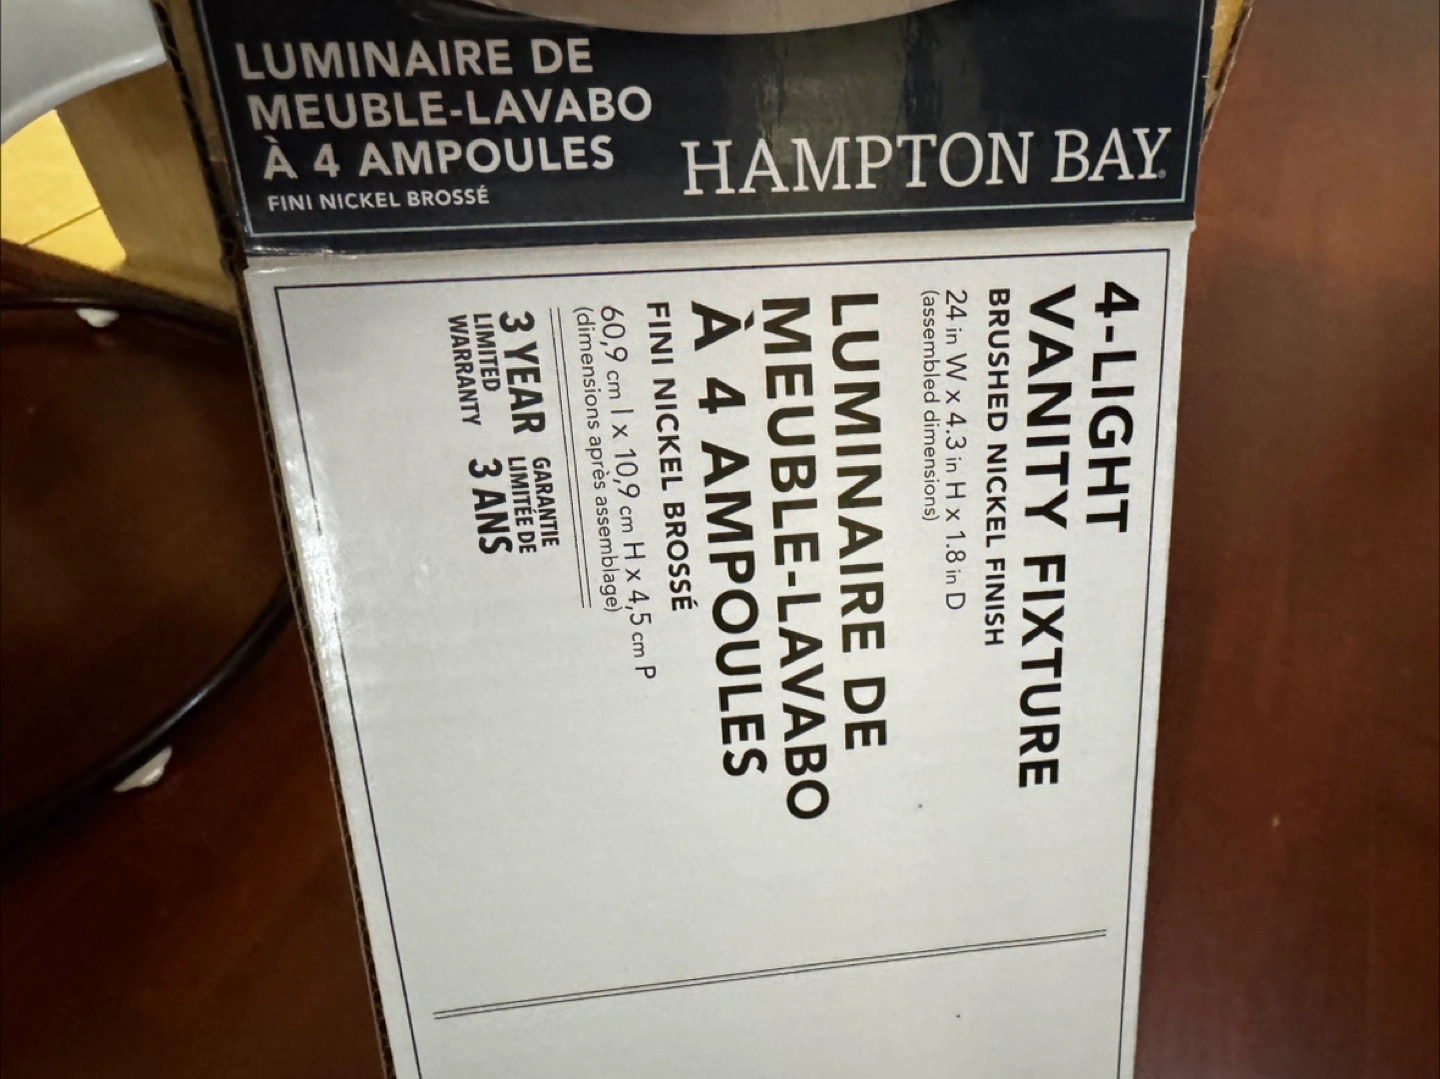 LUMINAIRE DE
MEUBLE-LAVABO
À 4 AMPOULES
FINI NICKEL BROSSÉ
HAMPTON BAY
4-LIGHT
VANITY FIXTURE
BRUSHED NICKEL FINISH
24 in W x 4.3 in H x 1.8 in D
(assembled dimensions)
LUMINAIRE DE
MEUBLE-LAVABO
À 4 AMPOULES
FINI NICKEL BROSSÉ
60,9 cm l x 10,9 cm H x 4,5 cm P
(dimensions après assemblage)
3 YEAR
LIMITED
WARRANTY
GARANTIE
LIMITÉE DE
3 ANS